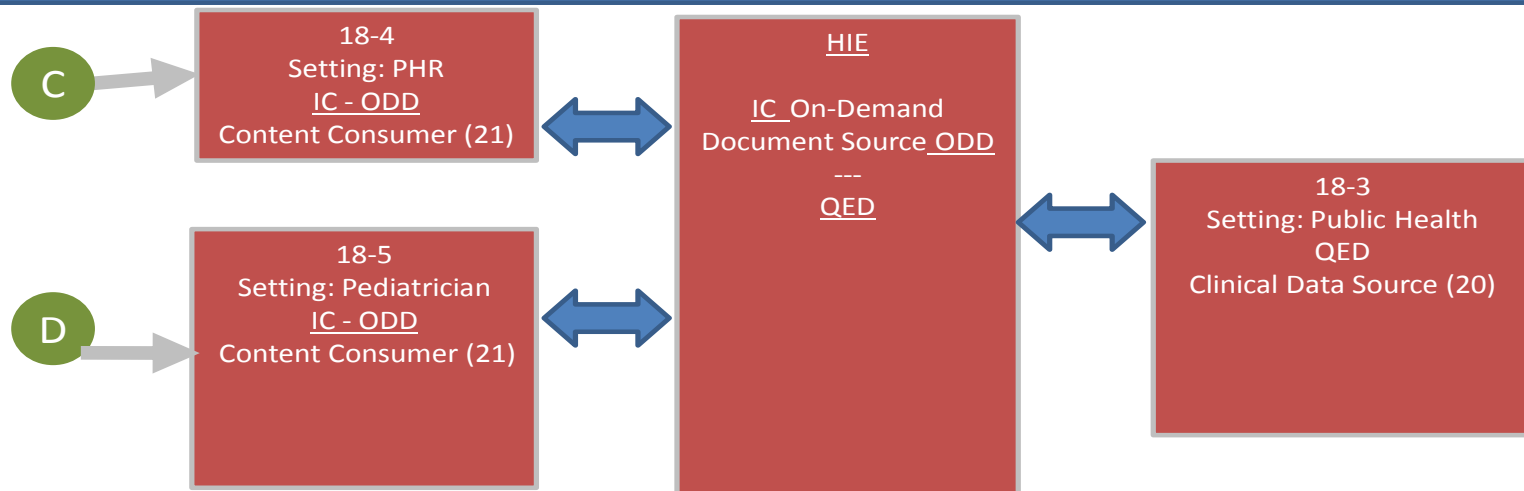 C
18-4
Setting: PHR
IC - ODD
Content Consumer (21)
D
18-5
Setting: Pediatrician
IC - ODD
Content Consumer (21)
HIE
IC On-Demand
Document Source ODD
---
QED
18-3
Setting: Public Health
QED
Clinical Data Source (20)